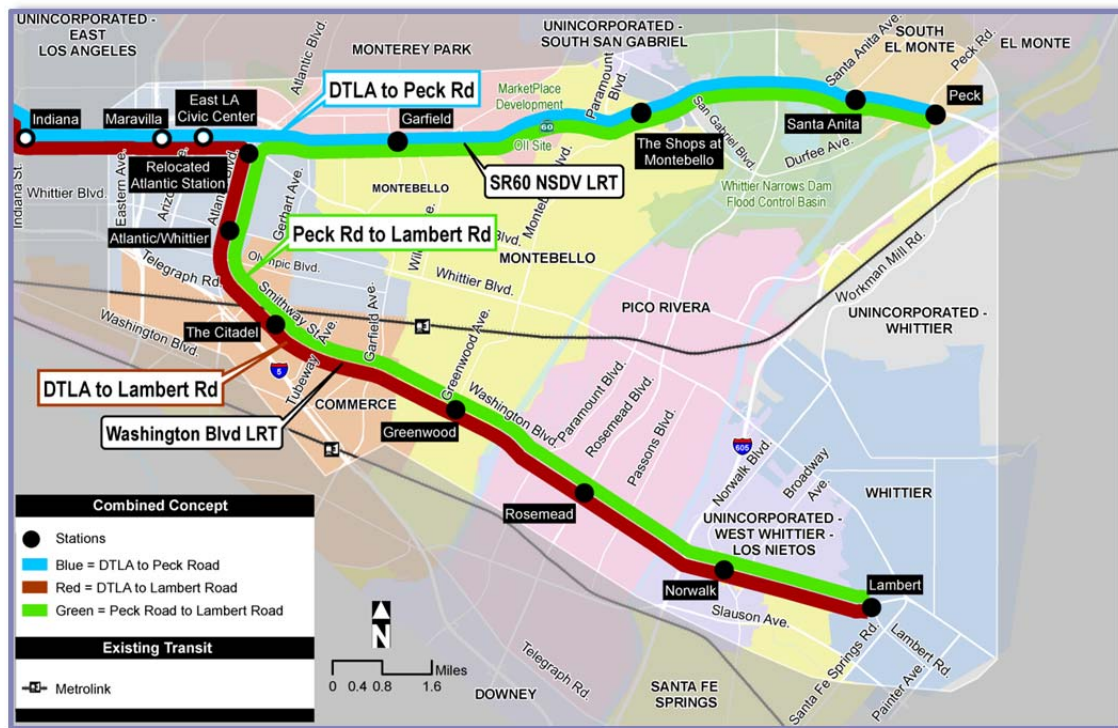 UNINCORPORATED -
EAST
LOS ANGELES
MONTEREY PARK
UNINCORPORATED -
SOUTH SAN GABRIEL
SOUTH
EL MONTE
EL MONTE
Atlantic Blvd.
Paramount
Blvd.
Santa Anita Ave.
Peck Rd.
DTLA to Peck Rd
MarketPlace
Development
60
Oil Site
Indiana
Maravilla
East LA
Civic Center
Garfield
The Shops at
Montebello
San Gabriel Blvd.
Santa Anita
Peck
Durfee Ave.
Relocated
Atlantic Station
SR60 NSDV LRT
Indiana St.
Whittier Blvd.
Eastern Ave.
Gerhart Ave.
MONTEBELLO
Whittier Narrows Dam
Flood Control Basin
Atlantic/Whittier
Peck Rd to Lambert Rd
MONTEBELLO
Telegraph Rd.
Olympic Blvd.
Whittier Blvd.
Workman Mill Rd.
Washington Blvd.
The Citadel
Smithway St.
Garfield Ave.
PICO RIVERA
UNINCORPORATED -
WHITTIER
5
Tubeway
Ave.
Greenwood Ave.
DTLA to Lambert Rd
COMMERCE
Washington Blvd LRT
Greenwood
Washington Blvd.
Paramount Blvd.
Rosemead Blvd.
Passons Blvd.
605
Norwalk Blvd.
Broadway
Ave.
WHITTIER
Rosemead
UNINCORPORATED -
WEST WHITTIER -
LOS NIETOS
Norwalk
Lambert
Slauson Ave.
Santa Fe Springs Rd.
Lambert Rd.
Painter Ave.
Telegraph Rd.
DOWNEY
SANTA FE
SPRINGS
Combined Concept
Stations
Blue = DTLA to Peck Road
Red = DTLA to Lambert Road
Green = Peck Road to Lambert Road
Existing Transit
Metrolink
N
Miles
0 0.4 0.8 1.6